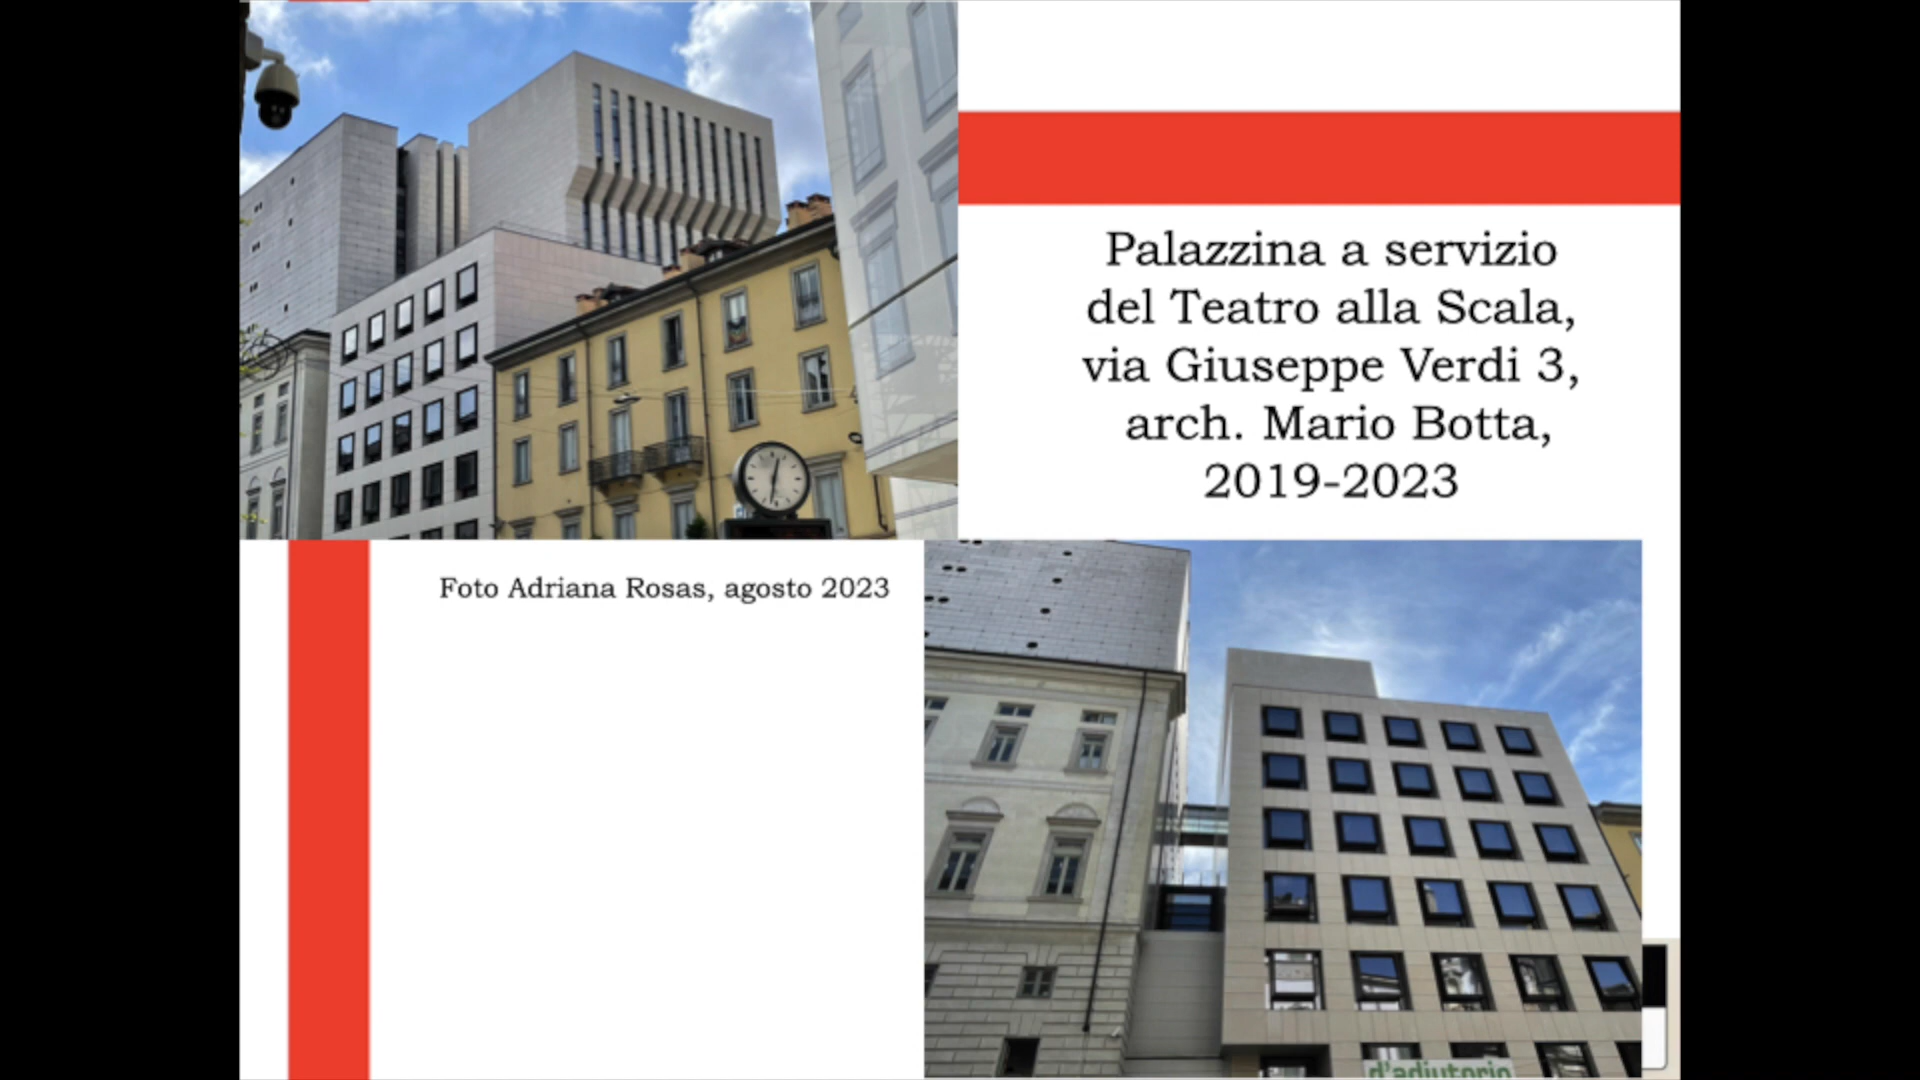 Palazzina a servizio
del Teatro alla Scala,
via Giuseppe Verdi 3,
arch. Mario Botta,
2019-2023
Foto Adriana Rosas, agosto 2023
d'adiutorio